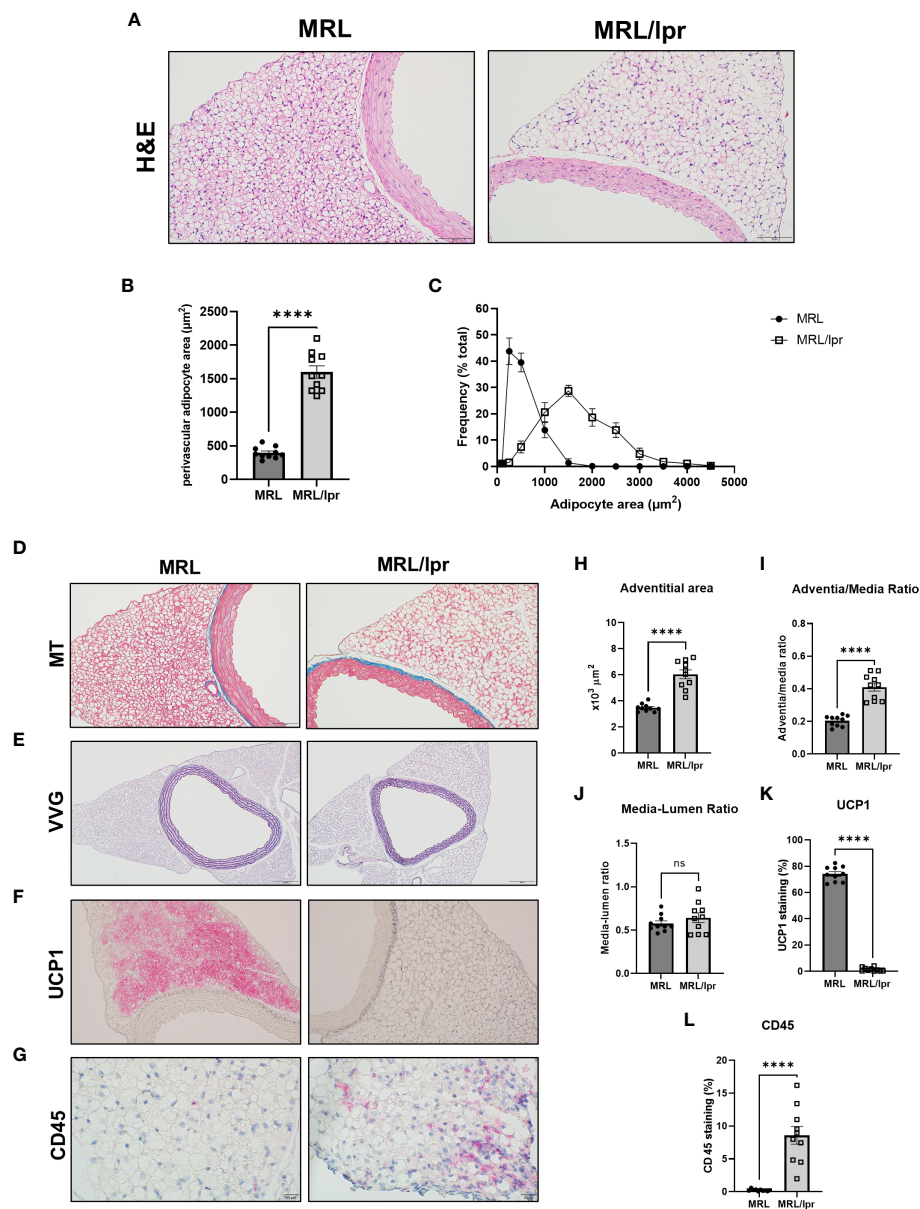 A
MRL
MRL/lpr
H&E
B
perivascular adipocyte area (µm²)
2500
2000
1500
1000
500
0
****
MRL
MRL/lpr
C
Frequency (% total)
60
50
40
30
20
10
0
0
1000
2000
3000
4000
5000
Adipocyte area (µm²)
MRL
MRL/lpr
D
MRL
MRL/lpr
MT
E
VVG
F
UCP1
G
CD45
H
Adventitial area
x10³ µm²
10
8
6
4
2
0
****
MRL
MRL/lpr
I
Adventia/Media Ratio
Adventia/media ratio
0.8
0.6
0.4
0.2
0.0
****
MRL
MRL/lpr
J
Media-Lumen Ratio
Media-lumen ratio
1.5
1.0
0.5
0.0
ns
MRL
MRL/lpr
K
UCP1
UCP1 staining (%)
100
80
60
40
20
0
****
MRL
MRL/lpr
L
CD45
CD 45 staining (%)
20
15
10
5
0
****
MRL
MRL/lpr